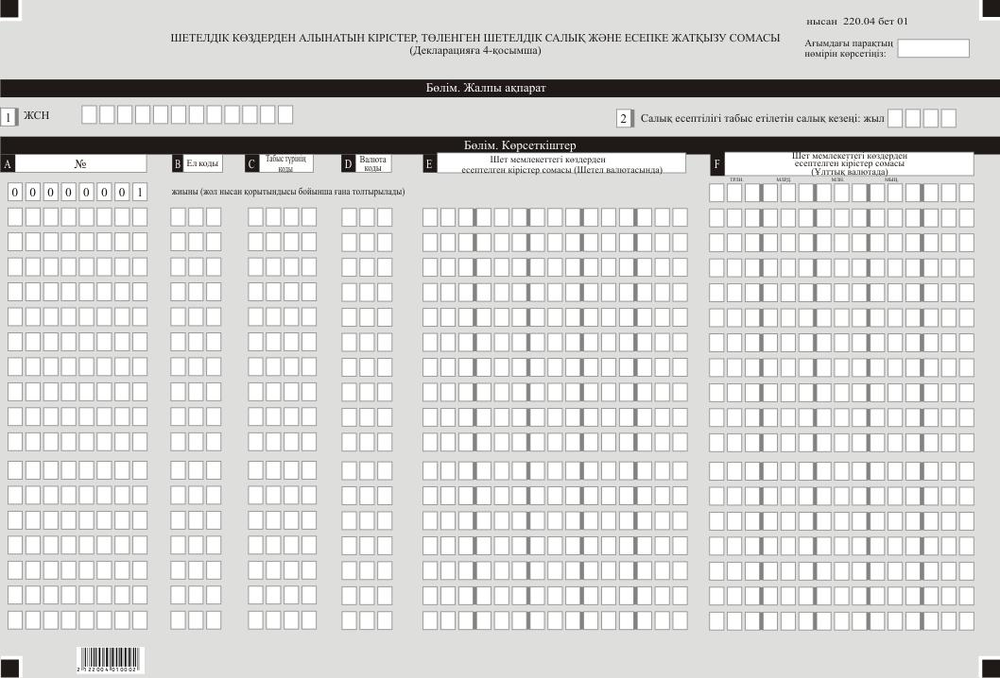 нысан 220.04 бет 01
ШЕТЕЛДІК КӨЗДЕРДЕН АЛЫНАТЫН КІРІСТЕР, ТӨЛЕНГЕН ШЕТЕЛДІК САЛЫҚ ЖӘНЕ ЕСЕПКЕ ЖАТҚЫЗУ СОМАСЫ
(Декларацияға 4-қосымша)
Ағымдағы парақтың
нөмірін көрсетіңіз:
Бөлім. Жалпы ақпарат
1 ЖСН
2 Салық есептілігі табыс етілетін салық кезеңі: жыл
Бөлім. Көрсеткіштер
A №
B Ел коды
C Табыс түрінің
коды
D Валюта
коды
E Шет мемлекеттегі көздерден
есептелген кірістер сомасы (Шетел валютасында)
F Шет мемлекеттегі көздерден
есептелген кірістер сомасы
(Ұлттық валютада)
трлн. млрд. млн. мың.
0 0 0 0 0 0 0 1 жиыны (жол нысан қорытындысы бойынша ғана толтырылады)
2 122004 010002